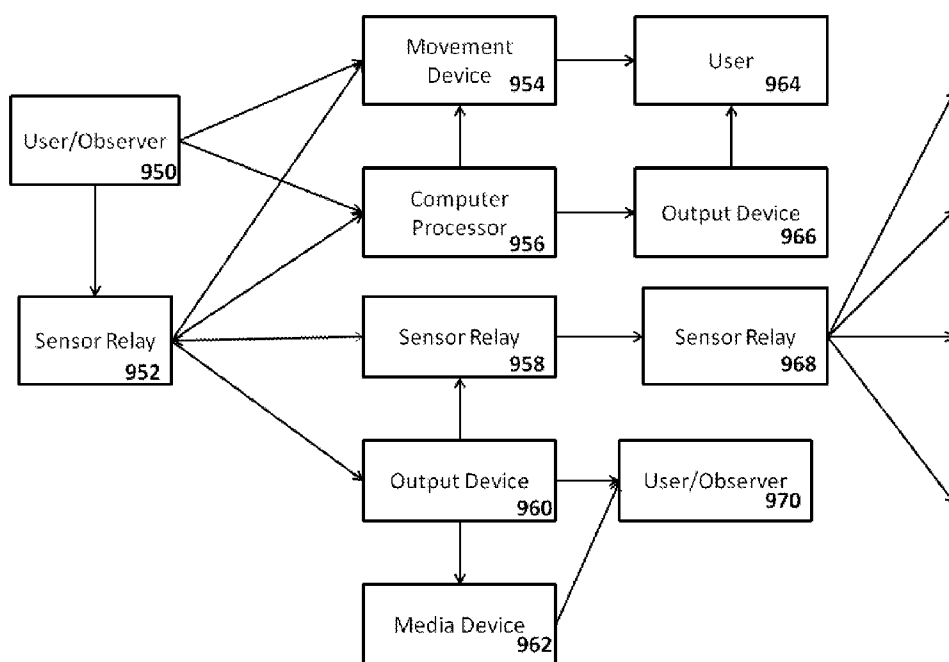 Movement
Device
954
User
964
User/Observer
950
Computer
Processor
956
Output Device
966
Sensor Relay
952
Sensor Relay
958
Sensor Relay
968
Output Device
960
User/Observer
970
Media Device
962